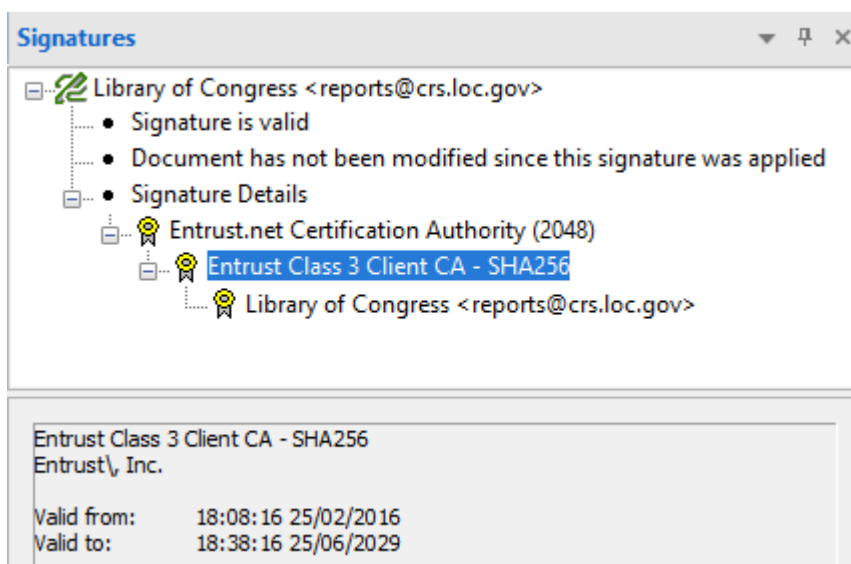 Signatures
Library of Congress <reports@crs.loc.gov>
Signature is valid
Document has not been modified since this signature was applied
Signature Details
Entrust.net Certification Authority (2048)
Entrust Class 3 Client CA - SHA256
Library of Congress <reports@crs.loc.gov>
Entrust Class 3 Client CA - SHA256
Entrust\, Inc.
Valid from: 18:08:16 25/02/2016
Valid to: 18:38:16 25/06/2029